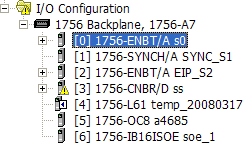 I/O Configuration
1756 Backplane, 1756-A7
[0] 1756-ENBT/A s0
[1] 1756-SYNCH/A SYNC_S1
[2] 1756-ENBT/A EIP_S2
[3] 1756-CNBR/D ss
[4] 1756-L61 temp_20080317
[5] 1756-OC8 a4685
[6] 1756-IB16ISOE soe_1